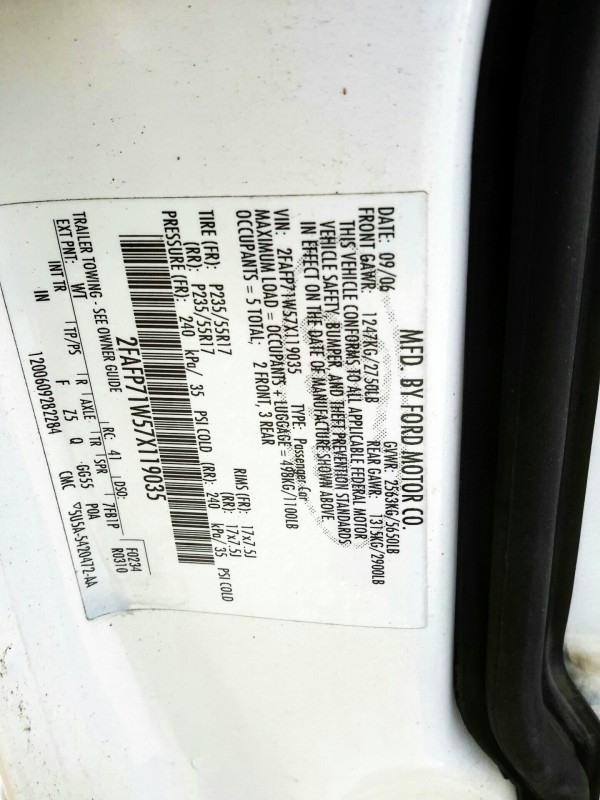 MFD. BY FORD MOTOR CO.
DATE: 09/06 GVWR: 2563KG/5650LB
FRONT GAWR: 1247KG/2750LB REAR GAWR: 1315KG/2900LB
THIS VEHICLE CONFORMS TO ALL APPLICABLE FEDERAL MOTOR
VEHICLE SAFETY, BUMPER, AND THEFT PREVENTION STANDARDS
IN EFFECT ON THE DATE OF MANUFACTURE SHOWN ABOVE.
VIN: 2FAFP71W57X119035 TYPE: Passenger Car
MAXIMUM LOAD = OCCUPANTS + LUGGAGE = 498KG/1100LB
OCCUPANTS = 5 TOTAL; 2 FRONT, 3 REAR
TIRE (FR): P235/55R17 RIMS (FR): 17x7.5J
(RR): P235/55R17 (RR): 17x7.5J
PRESSURE (FR): 240 kPa/ 35 PSI COLD (RR): 240 kPa/ 35 PSI COLD
2FAFP71W57X119035
TRAILER TOWING - SEE OWNER GUIDE
RC: 41 DSO: F0234
EXT PNT: WT 7FB1P R0310
INT TR TP/PS R AXLE TR SPR
IN F Z5 Q GG55 POA
1200609282284 CMC 5U5A-5420472-AA